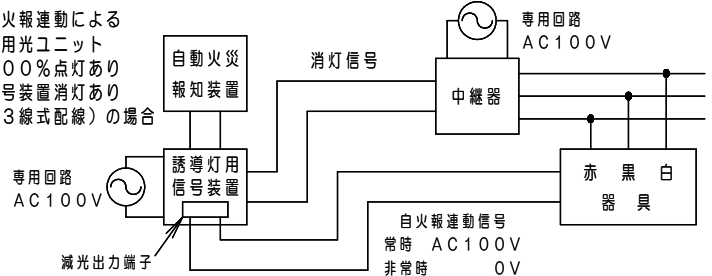 火報連動による
用光ユニット
００％点灯あり
号装置消灯あり
３線式配線）の場合
自動火災
報知装置
消灯信号
専用回路
ＡＣ１００Ｖ
中継器
誘導灯用
信号装置
専用回路
ＡＣ１００Ｖ
減光出力端子
赤 黒 白
器 具
自火報連動信号
常時 ＡＣ１００Ｖ
非常時 ０Ｖ